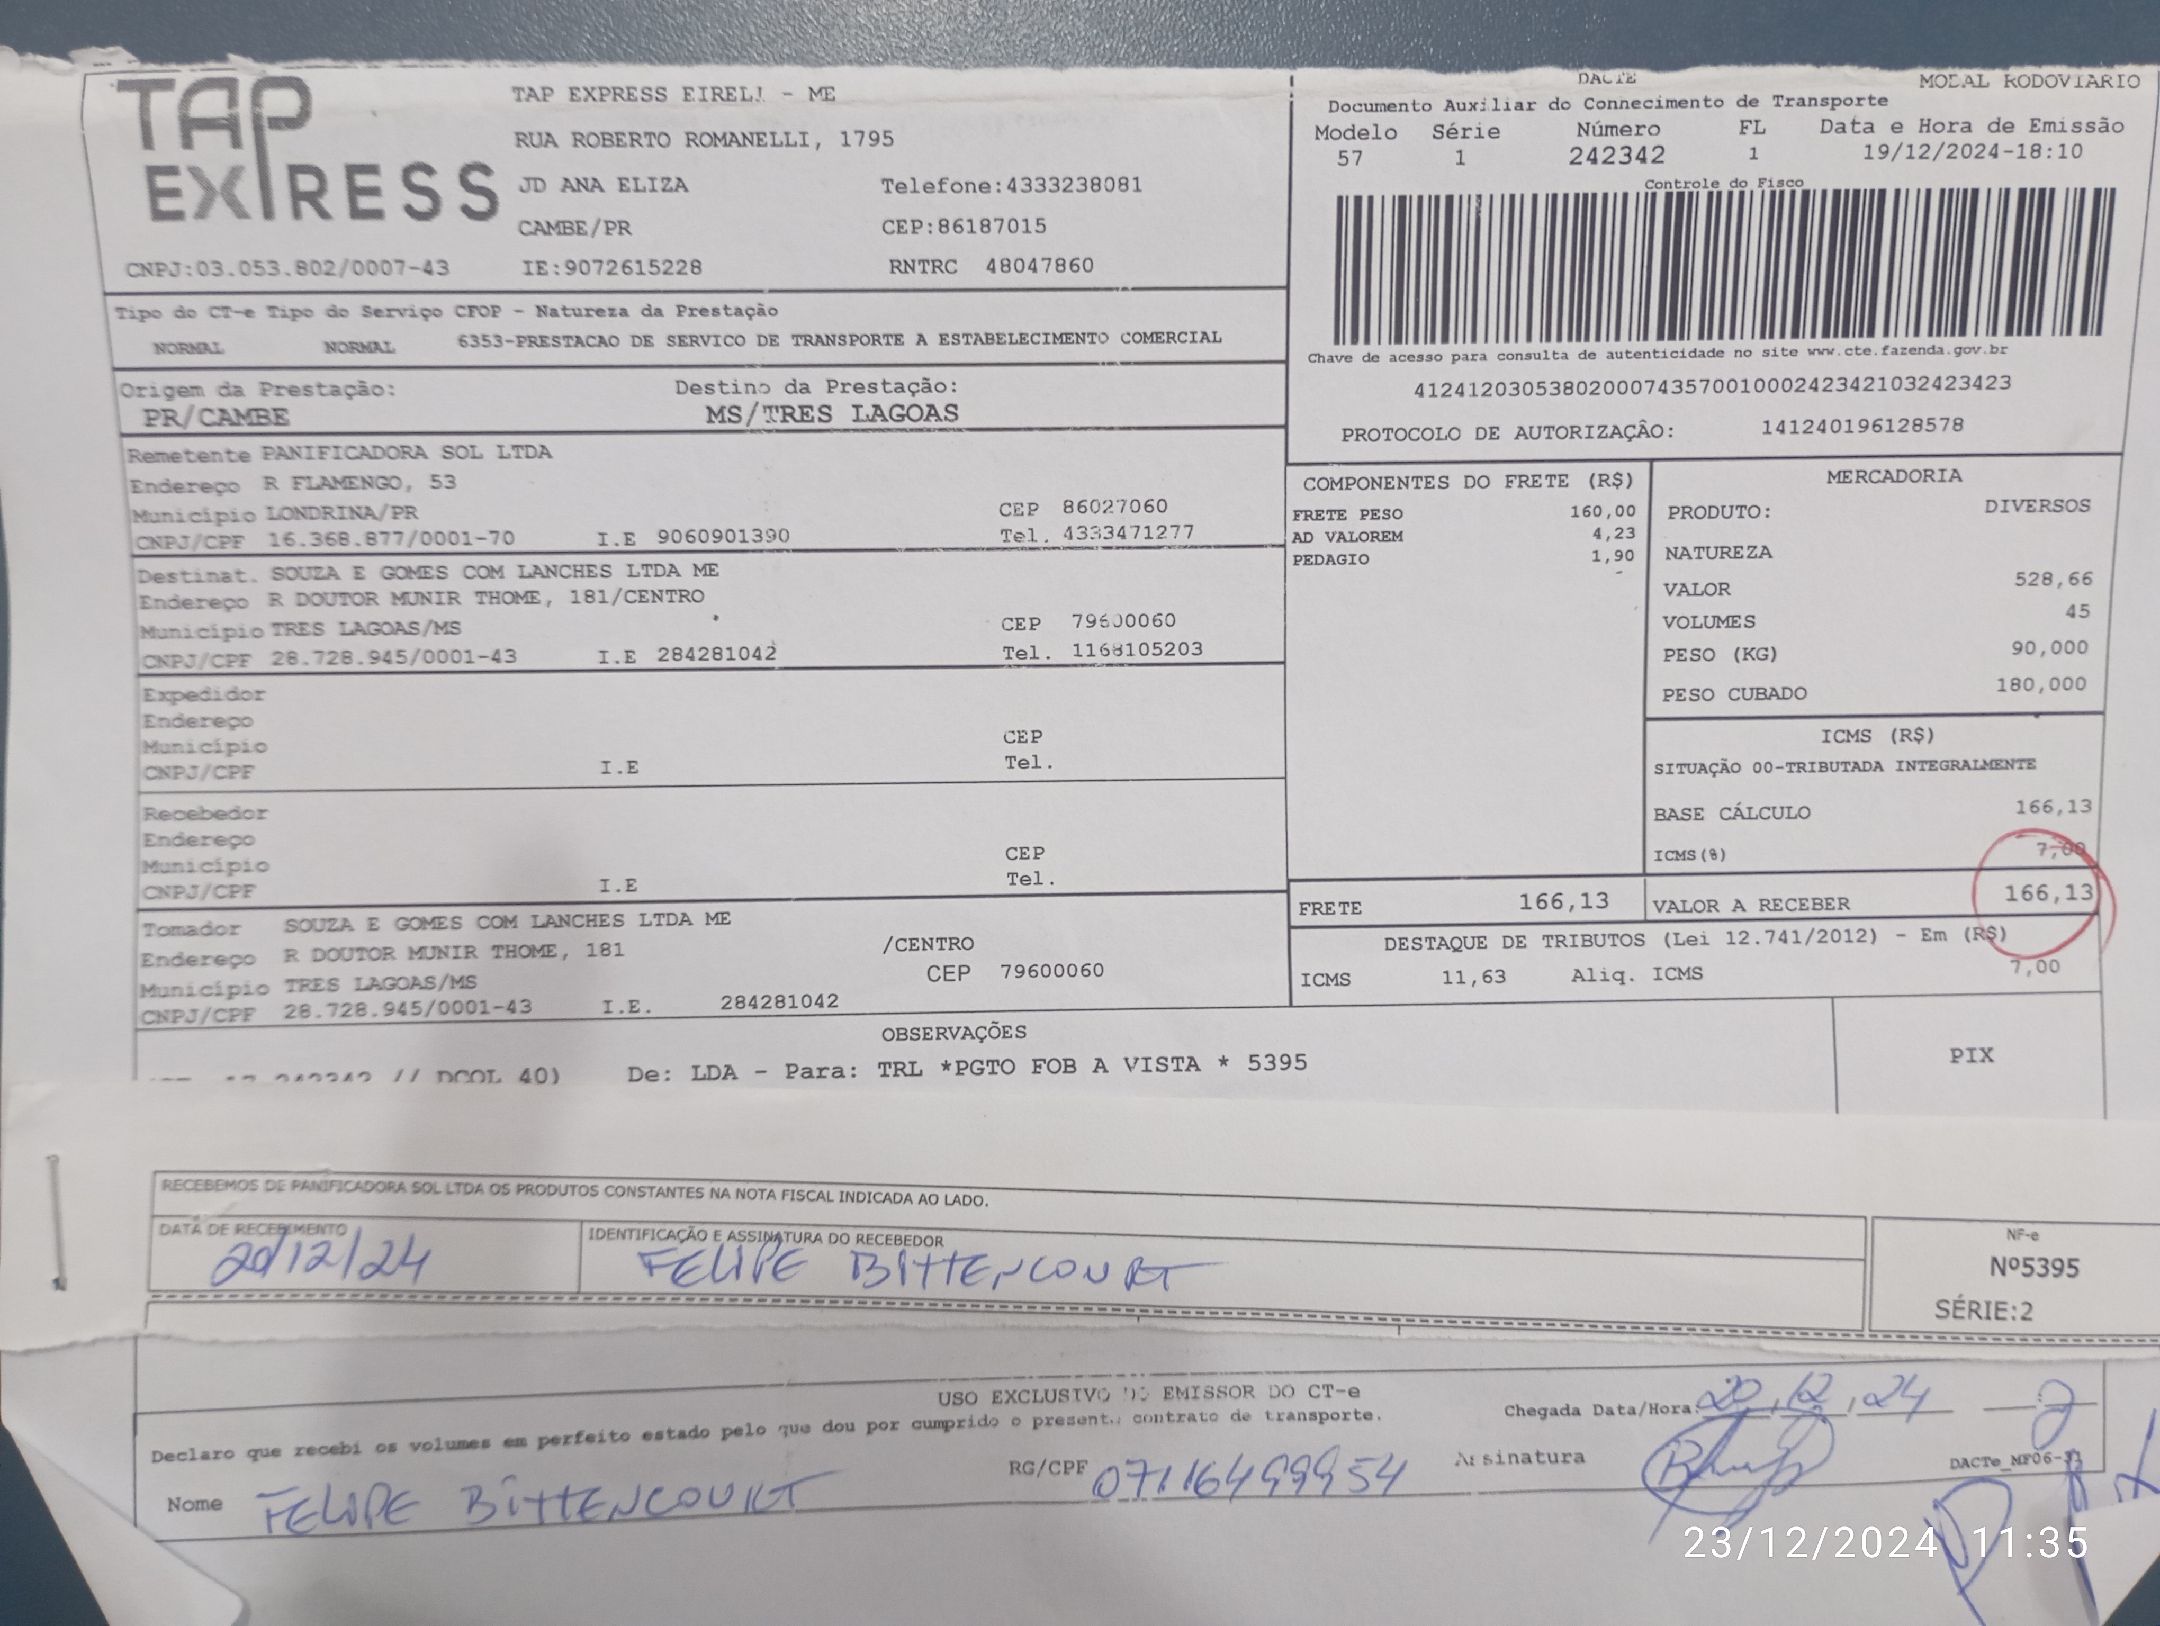 TAP EXPRESS
TAP EXPRESS EIRELI - ME
RUA ROBERTO ROMANELLI, 1795
JD ANA ELIZA Telefone:4333238081
CAMBE/PR CEP:86187015
CNPJ:03.053.802/0007-43 IE:9072615228 RNTRC 48047860
DACTE MODAL RODOVIARIO
Documento Auxiliar do Connecimento de Transporte
Modelo Série Número FL Data e Hora de Emissão
57 1 242342 1 19/12/2024-18:10
Controle do Fisco
Chave de acesso para consulta de autenticidade no site www.cte.fazenda.gov.br
41241203053802000743570010002423421032423423
PROTOCOLO DE AUTORIZAÇÃO: 141240196128578
Tipo do CT-e Tipo do Serviço CFOP - Natureza da Prestação
NORMAL NORMAL 6353-PRESTACAO DE SERVICO DE TRANSPORTE A ESTABELECIMENTO COMERCIAL
Origem da Prestação: Destino da Prestação:
PR/CAMBE MS/TRES LAGOAS
Remetente PANIFICADORA SOL LTDA
Endereço R FLAMENGO, 53
Município LONDRINA/PR CEP 86027060
CNPJ/CPF 16.368.877/0001-70 I.E 9060901390 Tel. 4333471277
Destinat. SOUZA E GOMES COM LANCHES LTDA ME
Endereço R DOUTOR MUNIR THOME, 181/CENTRO
Município TRES LAGOAS/MS CEP 79600060
CNPJ/CPF 28.728.945/0001-43 I.E 284281042 Tel. 1168105203
Expedidor
Endereço
Município CEP
CNPJ/CPF I.E Tel.
Recebedor
Endereço
Município CEP
CNPJ/CPF I.E Tel.
Tomador SOUZA E GOMES COM LANCHES LTDA ME
Endereço R DOUTOR MUNIR THOME, 181 /CENTRO
Município TRES LAGOAS/MS CEP 79600060
CNPJ/CPF 28.728.945/0001-43 I.E. 284281042
COMPONENTES DO FRETE (R$)
FRETE PESO 160,00
AD VALOREM 4,23
PEDAGIO 1,90
MERCADORIA
PRODUTO: DIVERSOS
NATUREZA
VALOR 528,66
VOLUMES 45
PESO (KG) 90,000
PESO CUBADO 180,000
ICMS (R$)
SITUAÇÃO 00-TRIBUTADA INTEGRALMENTE
BASE CÁLCULO 166,13
ICMS(%) 7,00
FRETE 166,13 VALOR A RECEBER 166,13
DESTAQUE DE TRIBUTOS (Lei 12.741/2012) - Em (R$)
ICMS 11,63 Aliq. ICMS 7,00
OBSERVAÇÕES
242342 // DCOL 40) De: LDA - Para: TRL *PGTO FOB A VISTA * 5395
PIX
RECEBEMOS DE PANIFICADORA SOL LTDA OS PRODUTOS CONSTANTES NA NOTA FISCAL INDICADA AO LADO.
DATA DE RECEBIMENTO IDENTIFICAÇÃO E ASSINATURA DO RECEBEDOR
20/12/24 FELIPE BITTENCOURT
NF-e
Nº5395
SÉRIE:2
USO EXCLUSIVO DO EMISSOR DO CT-e
Declaro que recebi os volumes em perfeito estado pelo que dou por cumprido o present. contrato de transporte.
Chegada Data/Hora: 20, 12, 24
Nome FELIPE BITTENCOURT RG/CPF 07116499954 Assinatura
DACTe_MF06-
23/12/2024 11:35